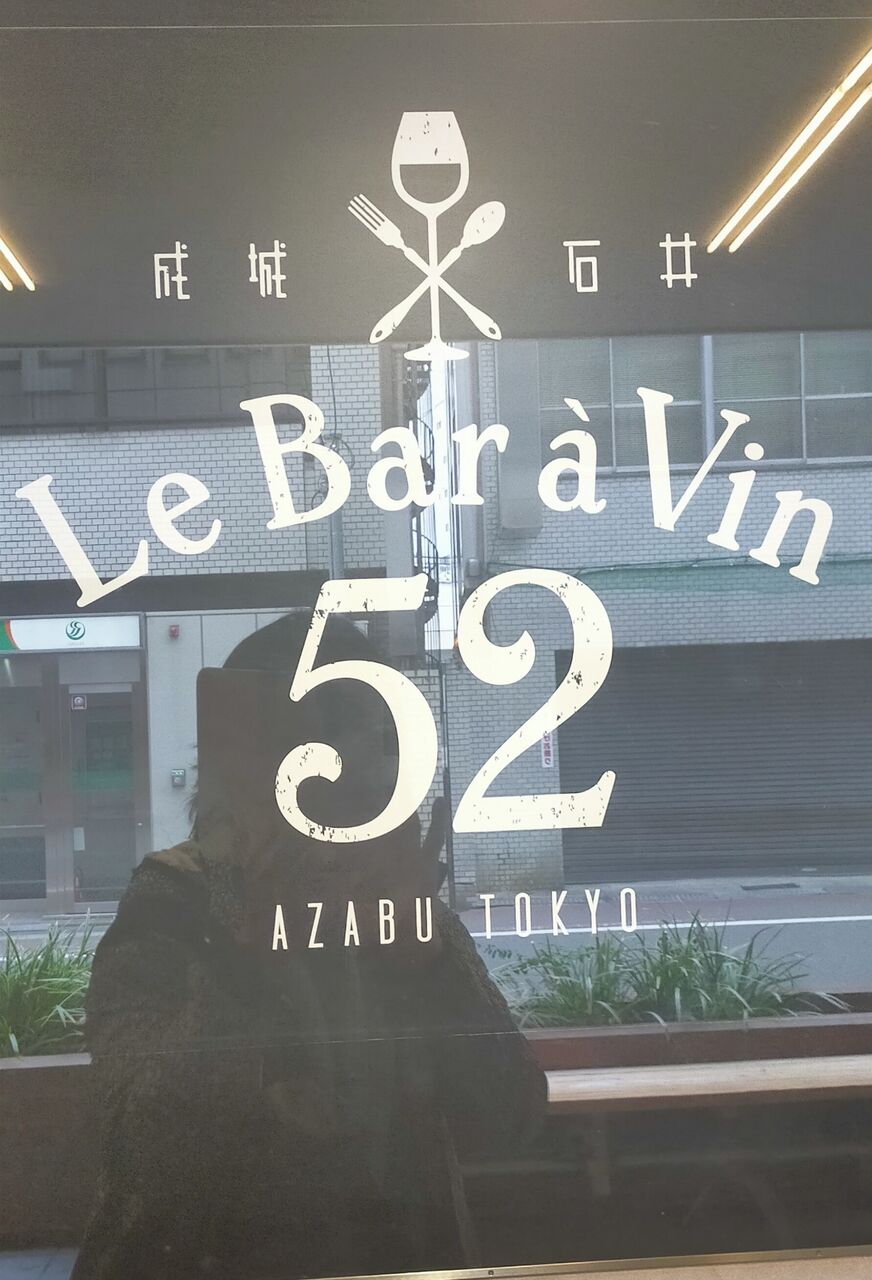 成城石井
Le Bar à Vin
52
AZABU TOKYO